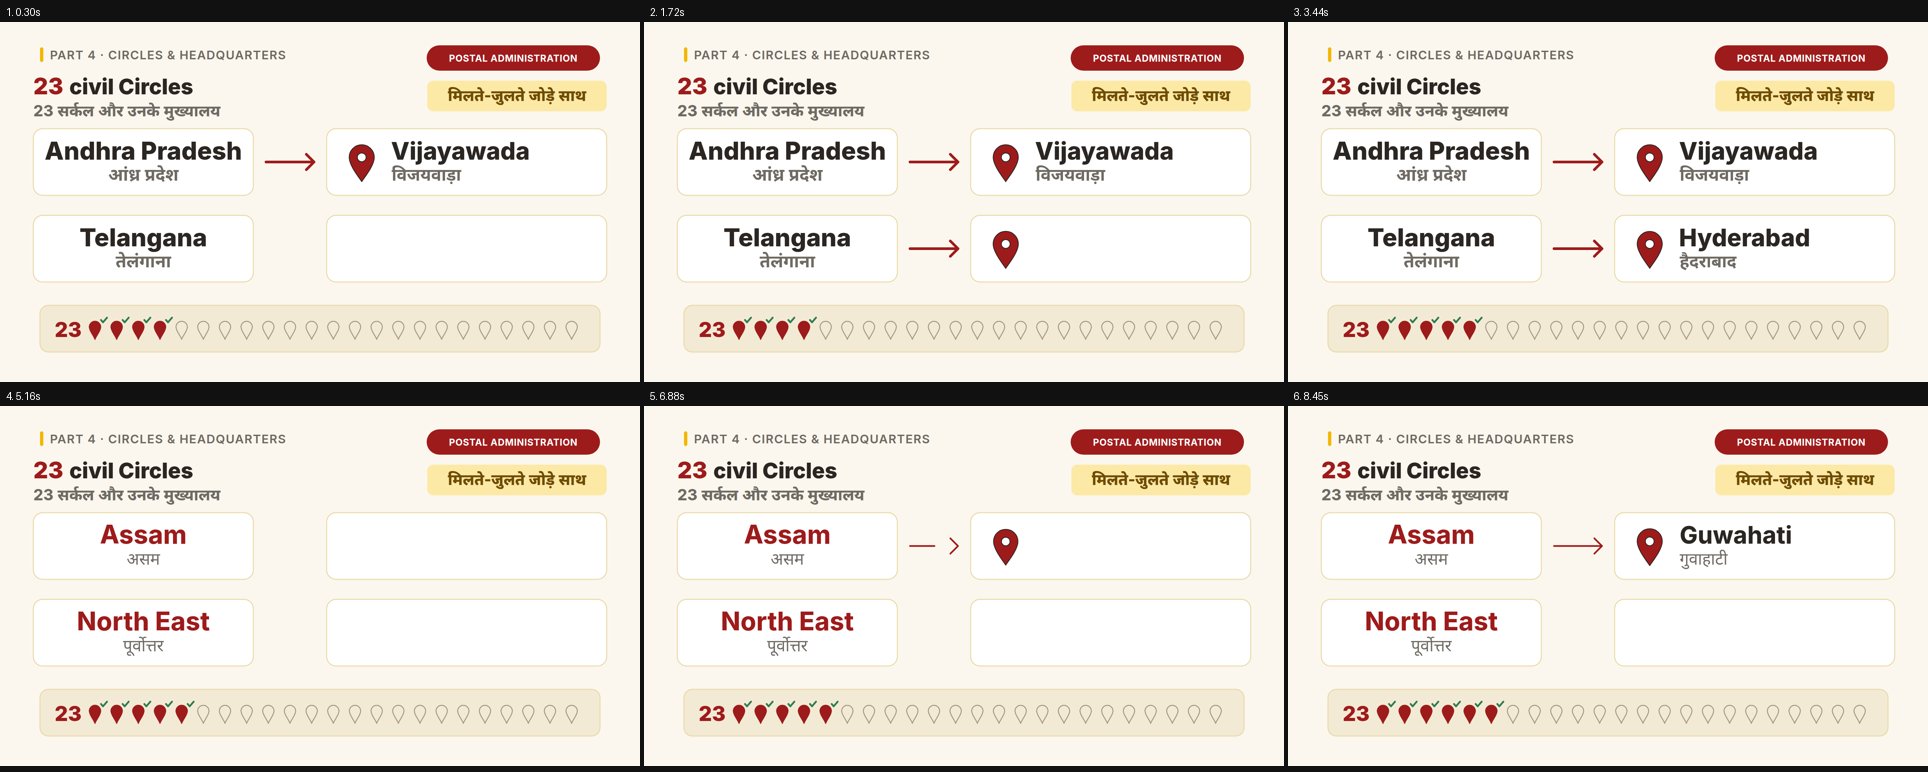 1. 0.30s
PART 4 · CIRCLES & HEADQUARTERS
POSTAL ADMINISTRATION
23 civil Circles
23 सर्कल और उनके मुख्यालय
मिलते-जुलते जोड़े साथ
Andhra Pradesh
आंध्र प्रदेश
Vijayawada
विजयवाड़ा
Telangana
तेलंगाना
23
2. 1.72s
PART 4 · CIRCLES & HEADQUARTERS
POSTAL ADMINISTRATION
23 civil Circles
23 सर्कल और उनके मुख्यालय
मिलते-जुलते जोड़े साथ
Andhra Pradesh
आंध्र प्रदेश
Vijayawada
विजयवाड़ा
Telangana
तेलंगाना
23
3. 3.44s
PART 4 · CIRCLES & HEADQUARTERS
POSTAL ADMINISTRATION
23 civil Circles
23 सर्कल और उनके मुख्यालय
मिलते-जुलते जोड़े साथ
Andhra Pradesh
आंध्र प्रदेश
Vijayawada
विजयवाड़ा
Telangana
तेलंगाना
Hyderabad
हैदराबाद
23
4. 5.16s
PART 4 · CIRCLES & HEADQUARTERS
POSTAL ADMINISTRATION
23 civil Circles
23 सर्कल और उनके मुख्यालय
मिलते-जुलते जोड़े साथ
Assam
असम
North East
पूर्वोत्तर
23
5. 6.88s
PART 4 · CIRCLES & HEADQUARTERS
POSTAL ADMINISTRATION
23 civil Circles
23 सर्कल और उनके मुख्यालय
मिलते-जुलते जोड़े साथ
Assam
असम
North East
पूर्वोत्तर
23
6. 8.45s
PART 4 · CIRCLES & HEADQUARTERS
POSTAL ADMINISTRATION
23 civil Circles
23 सर्कल और उनके मुख्यालय
मिलते-जुलते जोड़े साथ
Assam
असम
Guwahati
गुवाहाटी
North East
पूर्वोत्तर
23